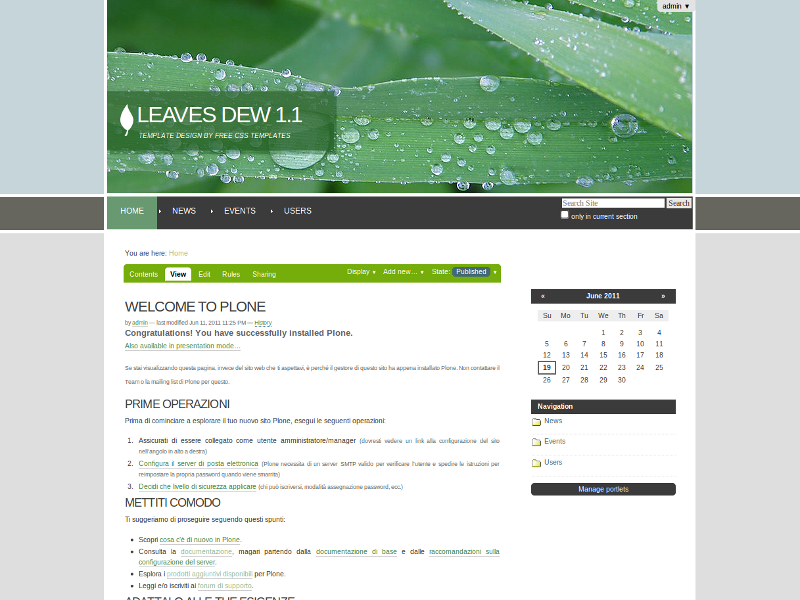 admin ▼
LEAVES DEW 1.1
TEMPLATE DESIGN BY FREE CSS TEMPLATES
HOME NEWS EVENTS USERS
Search Site Search
only in current section
You are here: Home
Contents View Edit Rules Sharing Display ▼ Add new… ▼ State: Published ▼
WELCOME TO PLONE
by admin — last modified Jun 11, 2011 11:25 PM — History
Congratulations! You have successfully installed Plone.
Also available in presentation mode…
Se stai visualizzando questa pagina, invece del sito web che ti aspettavi, è perché il gestore di questo sito ha appena installato Plone. Non contattare il
Team o la mailing list di Plone per questo.
PRIME OPERAZIONI
Prima di cominciare a esplorare il tuo nuovo sito Plone, esegui le seguenti operazioni:
1. Assicurati di essere collegato come utente amministratore/manager (dovresti vedere un link alla configurazione del sito
nell'angolo in alto a destra)
2. Configura il server di posta elettronica (Plone necessita di un server SMTP valido per verificare l'utente e spedire le istruzioni per
reimpostare la propria password quando viene smarrita)
3. Decidi che livello di sicurezza applicare (chi può iscriversi, modalità assegnazione password, ecc.)
METTITI COMODO
Ti suggeriamo di proseguire seguendo questi spunti:
• Scopri cosa c'è di nuovo in Plone.
• Consulta la documentazione, magari partendo dalla documentazione di base e dalle raccomandazioni sulla
configurazione del server.
• Esplora i prodotti aggiuntivi disponibili per Plone.
• Leggi e/o iscriviti ai forum di supporto.
ADATTALO ALLE TUE ESIGENZE
« June 2011 »
Su Mo Tu We Th Fr Sa
1 2 3 4
5 6 7 8 9 10 11
12 13 14 15 16 17 18
19 20 21 22 23 24 25
26 27 28 29 30
Navigation
News
Events
Users
Manage portlets